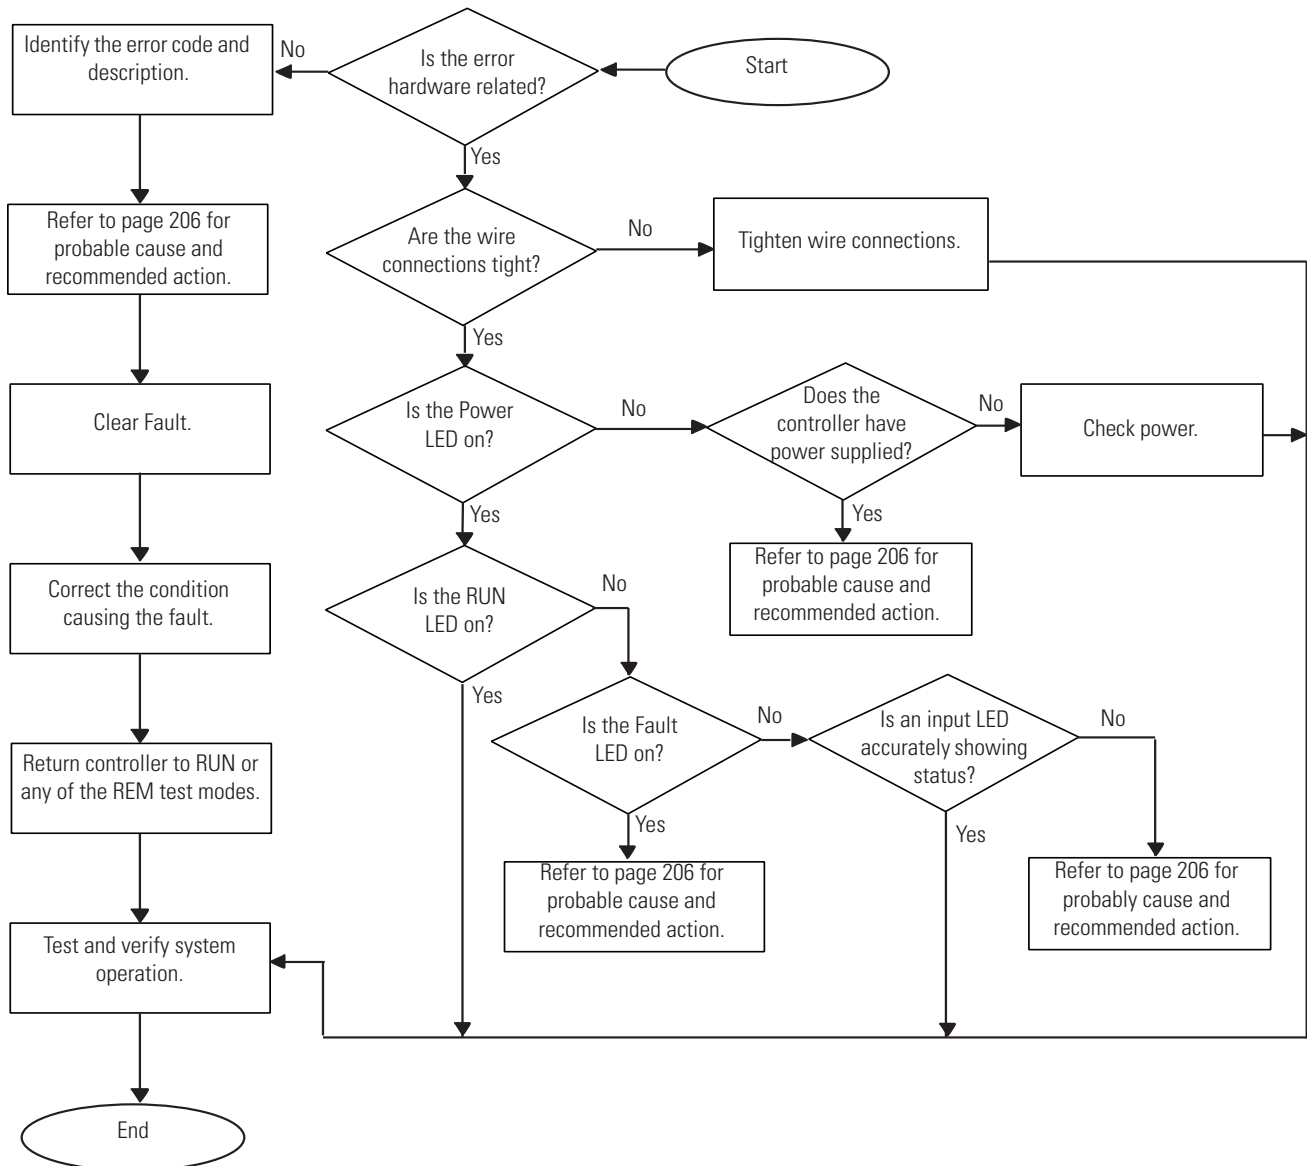 Start
Is the error
hardware related?
No
Identify the error code and
description.
Refer to page 206 for
probable cause and
recommended action.
Clear Fault.
Correct the condition
causing the fault.
Return controller to RUN or
any of the REM test modes.
Test and verify system
operation.
End
Yes
Are the wire
connections tight?
No
Tighten wire connections.
Yes
Is the Power
LED on?
No
Does the
controller have
power supplied?
No
Check power.
Yes
Refer to page 206 for
probable cause and
recommended action.
Yes
Is the RUN
LED on?
No
Yes
Is the Fault
LED on?
No
Is an input LED
accurately showing
status?
No
Yes
Refer to page 206 for
probable cause and
recommended action.
Yes
Refer to page 206 for
probably cause and
recommended action.